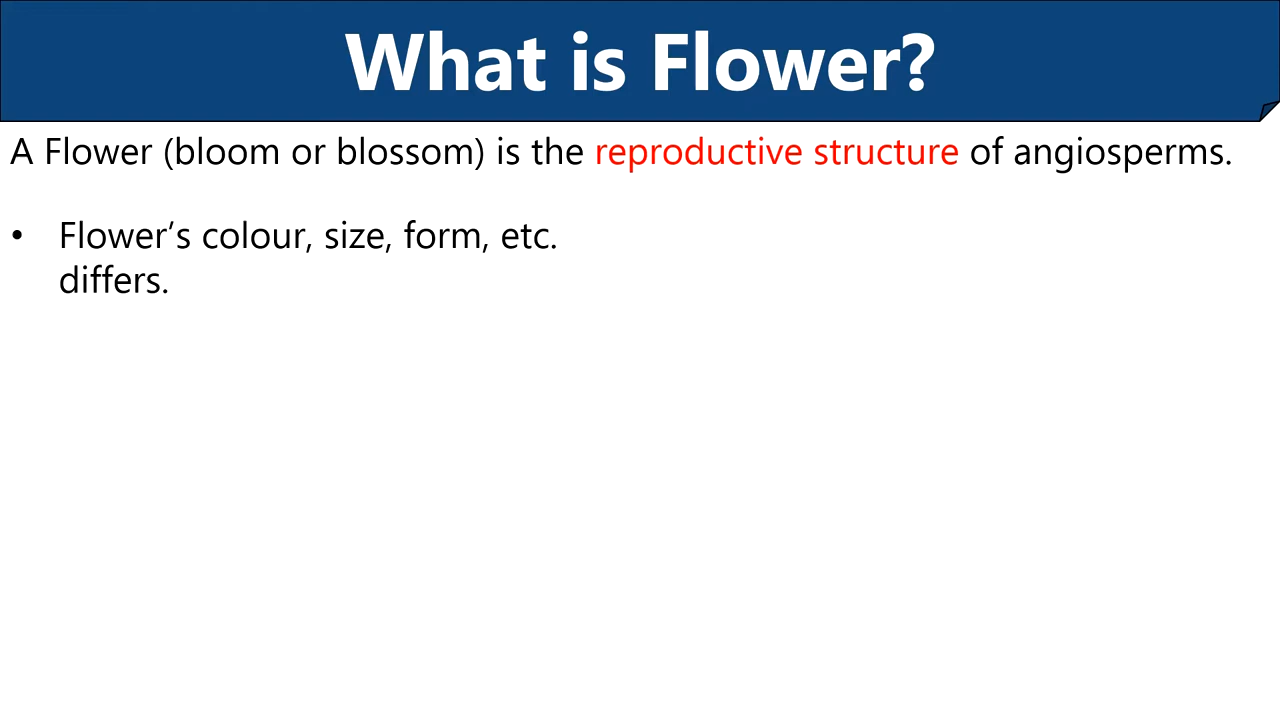 What is Flower?
A Flower (bloom or blossom) is the reproductive structure of angiosperms.
• Flower’s colour, size, form, etc.
differs.